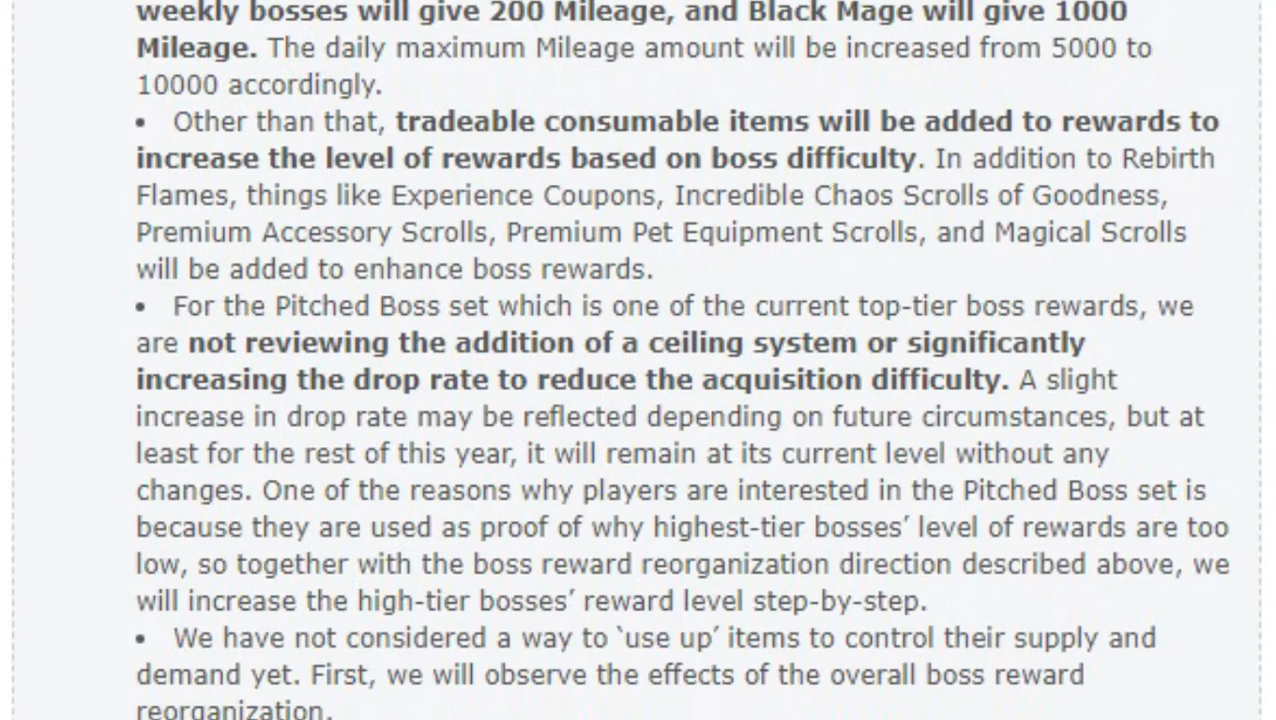 weekly bosses will give 200 Mileage, and Black Mage will give 1000
Mileage. The daily maximum Mileage amount will be increased from 5000 to
10000 accordingly.
• Other than that, tradeable consumable items will be added to rewards to
increase the level of rewards based on boss difficulty. In addition to Rebirth
Flames, things like Experience Coupons, Incredible Chaos Scrolls of Goodness,
Premium Accessory Scrolls, Premium Pet Equipment Scrolls, and Magical Scrolls
will be added to enhance boss rewards.
• For the Pitched Boss set which is one of the current top-tier boss rewards, we
are not reviewing the addition of a ceiling system or significantly
increasing the drop rate to reduce the acquisition difficulty. A slight
increase in drop rate may be reflected depending on future circumstances, but at
least for the rest of this year, it will remain at its current level without any
changes. One of the reasons why players are interested in the Pitched Boss set is
because they are used as proof of why highest-tier bosses’ level of rewards are too
low, so together with the boss reward reorganization direction described above, we
will increase the high-tier bosses’ reward level step-by-step.
• We have not considered a way to ‛use up’ items to control their supply and
demand yet. First, we will observe the effects of the overall boss reward
reorganization.